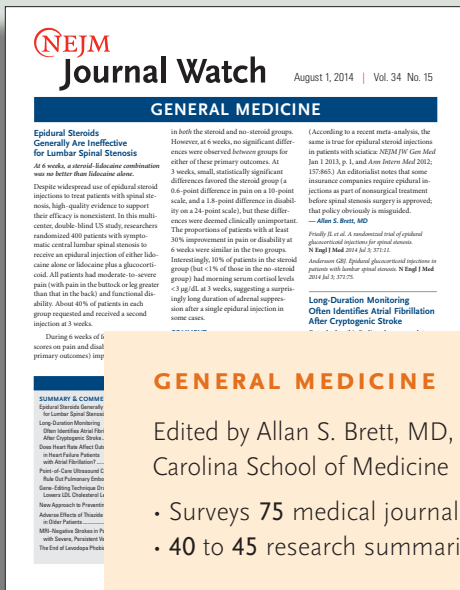 NEJM
Journal Watch
August 1, 2014 | Vol. 34 No. 15
GENERAL MEDICINE
Epidural Steroids
Generally Are Ineffective
for Lumbar Spinal Stenosis
At 6 weeks, a steroid-lidocaine combination
was no better than lidocaine alone.
Despite widespread use of epidural steroid
injections to treat patients with spinal ste-
nosis, high-quality evidence to support
their efficacy is nonexistent. In this multi-
center, double-blind US study, researchers
randomized 400 patients with sympto-
matic central lumbar spinal stenosis to
receive an epidural injection of either lido-
caine alone or lidocaine plus a glucocorti-
coid. All patients had moderate-to-severe
pain (with pain in the buttock or leg greater
than that in the back) and functional dis-
ability. About 40% of patients in each
group requested and received a second
injection at 3 weeks.
During 6 weeks of f
scores on pain and disab
primary outcomes) imp
in both the steroid and no-steroid groups.
However, at 6 weeks, no significant differ-
ences were observed between groups for
either of these primary outcomes. At
3 weeks, small, statistically significant
differences favored the steroid group (a
0.6-point difference in pain on a 10-point
scale, and a 1.8-point difference in disabil-
ity on a 24-point scale), but these differ-
ences were deemed clinically unimportant.
The proportions of patients with at least
30% improvement in pain or disability at
6 weeks were similar in the two groups.
Interestingly, 10% of patients in the steroid
group (but <1% of those in the no-steroid
group) had morning serum cortisol levels
<3 µg/dL at 3 weeks, suggesting a surpris-
ingly long duration of adrenal suppres-
sion after a single epidural injection in
some cases.
(According to a recent meta-analysis, the
same is true for epidural steroid injections
in patients with sciatica: NEJM JW Gen Med
Jan 1 2013, p. 1, and Ann Intern Med 2012;
157:865.) An editorialist notes that some
insurance companies require epidural in-
jections as part of nonsurgical treatment
before spinal stenosis surgery is approved;
that policy obviously is misguided.
— Allan S. Brett, MD
Friedly JL et al. A randomized trial of epidural
glucocorticoid injections for spinal stenosis.
N Engl J Med 2014 Jul 3; 371:11.
Andersson GBJ. Epidural glucocorticoid injections in
patients with lumbar spinal stenosis. N Engl J Med
2014 Jul 3; 371:75.
Long-Duration Monitoring
Often Identifies Atrial Fibrillation
After Cryptogenic Stroke
SUMMARY & COMME
Epidural Steroids Generally
for Lumbar Spinal Stenos
Long-Duration Monitoring
Often Identifies Atrial Fibri
After Cryptogenic Stroke
Does Heart Rate Affect Out
in Heart Failure Patients
with Atrial Fibrillation?
Point-of-Care Ultrasound C
Rule Out Pulmonary Embo
Gene-Editing Technique Dr
Lowers LDL Cholesterol Le
New Approach to Preventin
Adverse Effects of Thiazide
in Older Patients
MRI-Negative Strokes in P
with Severe, Persistent Ve
The End of Levodopa Phobi
GENERAL MEDICINE
Edited by Allan S. Brett, MD,
Carolina School of Medicine
• Surveys 75 medical journal
• 40 to 45 research summari